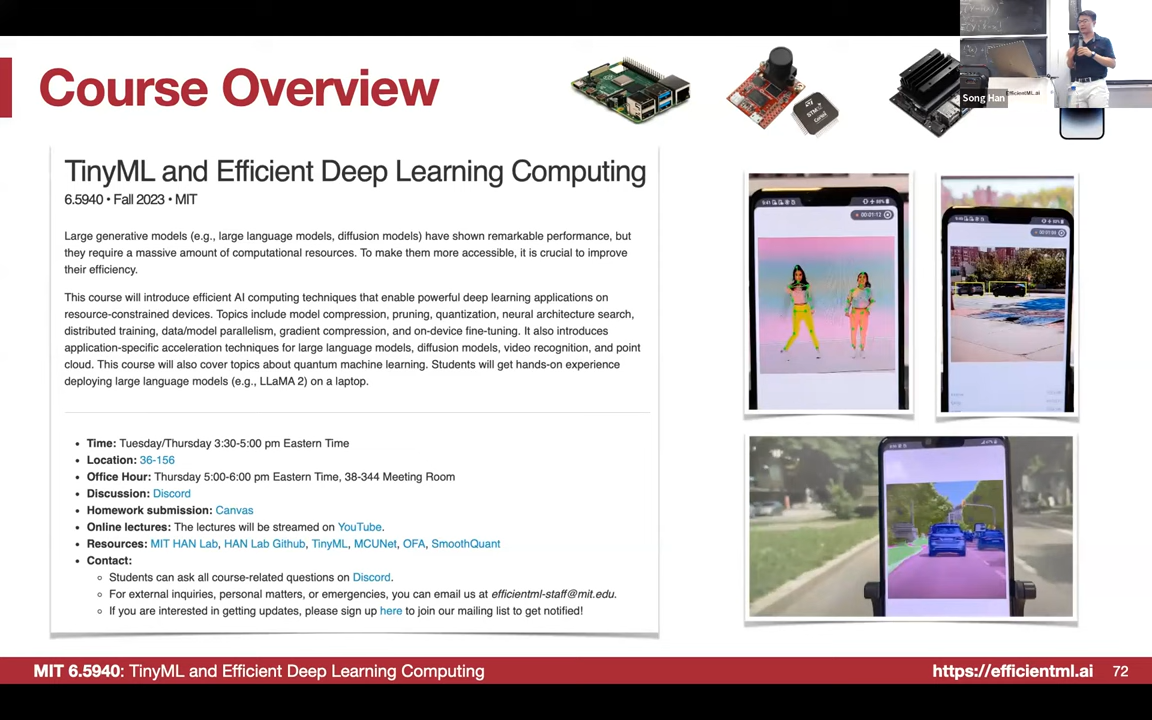 Course Overview
Song Han
EfficientML.ai
TinyML and Efficient Deep Learning Computing
6.5940 • Fall 2023 • MIT
Large generative models (e.g., large language models, diffusion models) have shown remarkable performance, but
they require a massive amount of computational resources. To make them more accessible, it is crucial to improve
their efficiency.
This course will introduce efficient AI computing techniques that enable powerful deep learning applications on
resource-constrained devices. Topics include model compression, pruning, quantization, neural architecture search,
distributed training, data/model parallelism, gradient compression, and on-device fine-tuning. It also introduces
application-specific acceleration techniques for large language models, diffusion models, video recognition, and point
cloud. This course will also cover topics about quantum machine learning. Students will get hands-on experience
deploying large language models (e.g., LLaMA 2) on a laptop.
• Time: Tuesday/Thursday 3:30-5:00 pm Eastern Time
• Location: 36-156
• Office Hour: Thursday 5:00-6:00 pm Eastern Time, 38-344 Meeting Room
• Discussion: Discord
• Homework submission: Canvas
• Online lectures: The lectures will be streamed on YouTube.
• Resources: MIT HAN Lab, HAN Lab Github, TinyML, MCUNet, OFA, SmoothQuant
• Contact:
◦ Students can ask all course-related questions on Discord.
◦ For external inquiries, personal matters, or emergencies, you can email us at efficientml-staff@mit.edu.
◦ If you are interested in getting updates, please sign up here to join our mailing list to get notified!
MIT 6.5940: TinyML and Efficient Deep Learning Computing
https://efficientml.ai
72